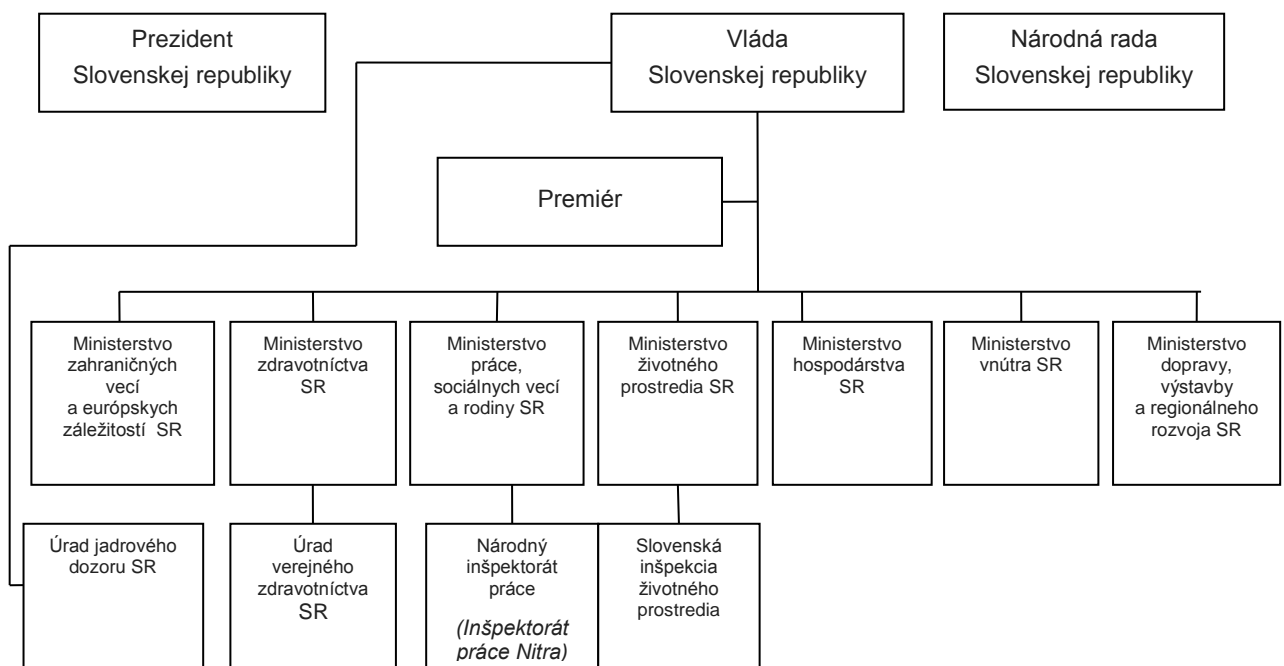 Prezident
Slovenskej republiky
Vláda
Slovenskej republiky
Národná rada
Slovenskej republiky
Premiér
Ministerstvo
zahraničných
vecí
a európskych
záležitostí SR
Ministerstvo
zdravotníctva
SR
Ministerstvo
práce,
sociálnych vecí
a rodiny SR
Ministerstvo
životného
prostredia SR
Ministerstvo
hospodárstva
SR
Ministerstvo
vnútra SR
Ministerstvo
dopravy,
výstavby
a regionálneho
rozvoja SR
Úrad jadrového
dozoru SR
Úrad
verejného
zdravotníctva
SR
Národný
inšpektorát
práce
(Inšpektorát
práce Nitra)
Slovenská
inšpekcia
životného
prostredia